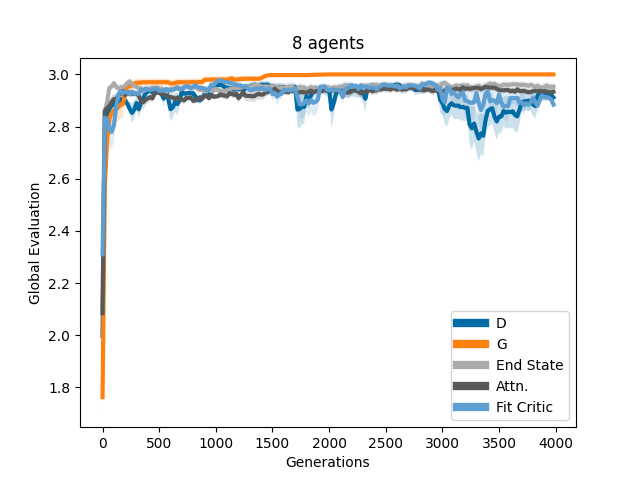 8 agents
Global Evaluation
3.0
2.8
2.6
2.4
2.2
2.0
1.8
0 500 1000 1500 2000 2500 3000 3500 4000
Generations
D
G
End State
Attn.
Fit Critic